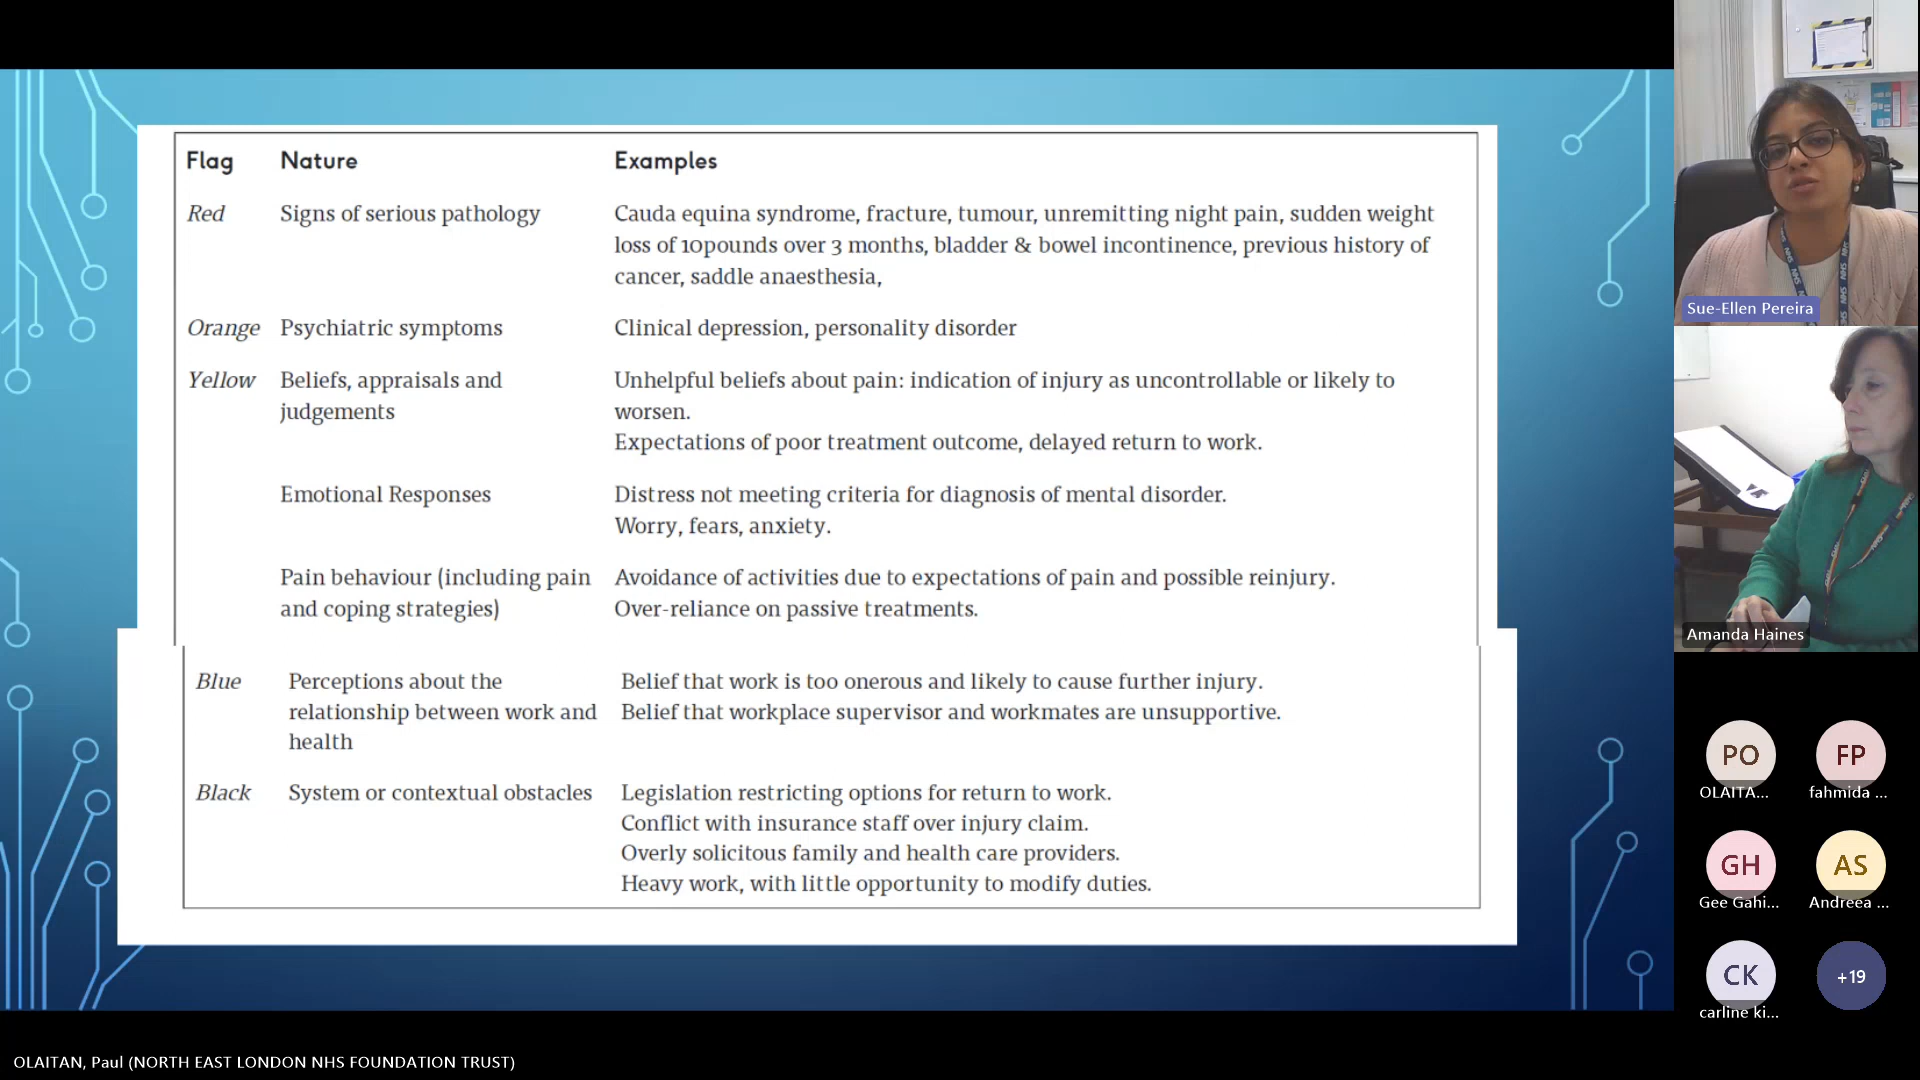 Flag Nature Examples
Red Signs of serious pathology Cauda equina syndrome, fracture, tumour, unremitting night pain, sudden weight
loss of 10pounds over 3 months, bladder & bowel incontinence, previous history of
cancer, saddle anaesthesia,
Orange Psychiatric symptoms Clinical depression, personality disorder
Yellow Beliefs, appraisals and Unhelpful beliefs about pain: indication of injury as uncontrollable or likely to
judgements worsen.
Expectations of poor treatment outcome, delayed return to work.
Emotional Responses Distress not meeting criteria for diagnosis of mental disorder.
Worry, fears, anxiety.
Pain behaviour (including pain Avoidance of activities due to expectations of pain and possible reinjury.
and coping strategies) Over-reliance on passive treatments.
Blue Perceptions about the Belief that work is too onerous and likely to cause further injury.
relationship between work and Belief that workplace supervisor and workmates are unsupportive.
health
Black System or contextual obstacles Legislation restricting options for return to work.
Conflict with insurance staff over injury claim.
Overly solicitous family and health care providers.
Heavy work, with little opportunity to modify duties.
NHS NHS
Sue-Ellen Pereira
Amanda Haines
PO FP
OLAITA... fahmida ...
GH AS
Gee Gahi... Andreea ...
CK +19
carline ki...
OLAITAN, Paul (NORTH EAST LONDON NHS FOUNDATION TRUST)